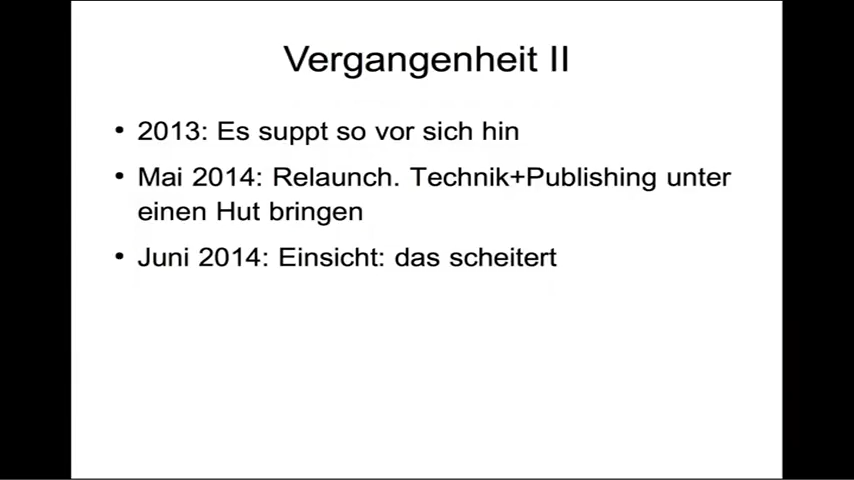 Vergangenheit II
• 2013: Es suppt so vor sich hin
• Mai 2014: Relaunch. Technik+Publishing unter
einen Hut bringen
• Juni 2014: Einsicht: das scheitert